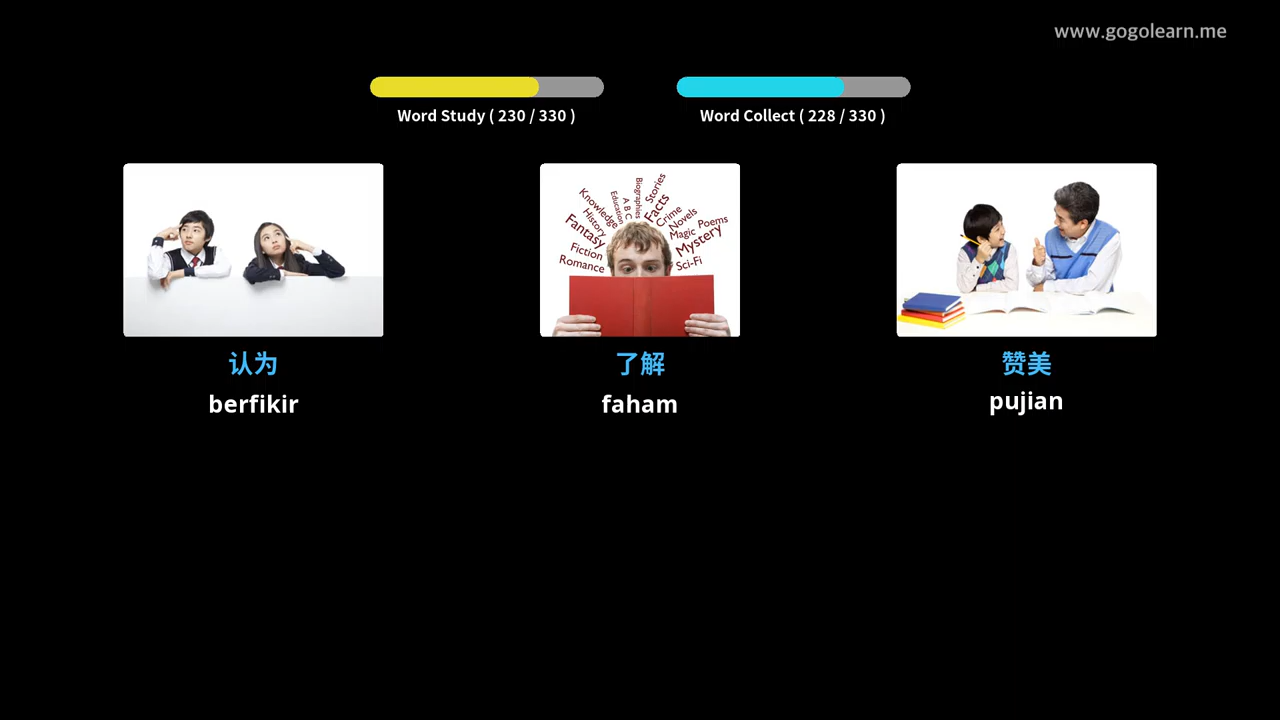 www.gogolearn.me
Word Study ( 230 / 330 )
Word Collect ( 228 / 330 )
Knowledge
History
Fantasy
Fiction
Romance
Education
A B C
Biographies
Stories
Facts
Crime
Novels
Magic
Poems
Mystery
Sci-Fi
认为
了解
赞美
berfikir
faham
pujian